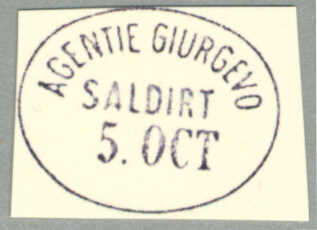 AGENTIE GIURGEVO
SALDIRT
5. OCT